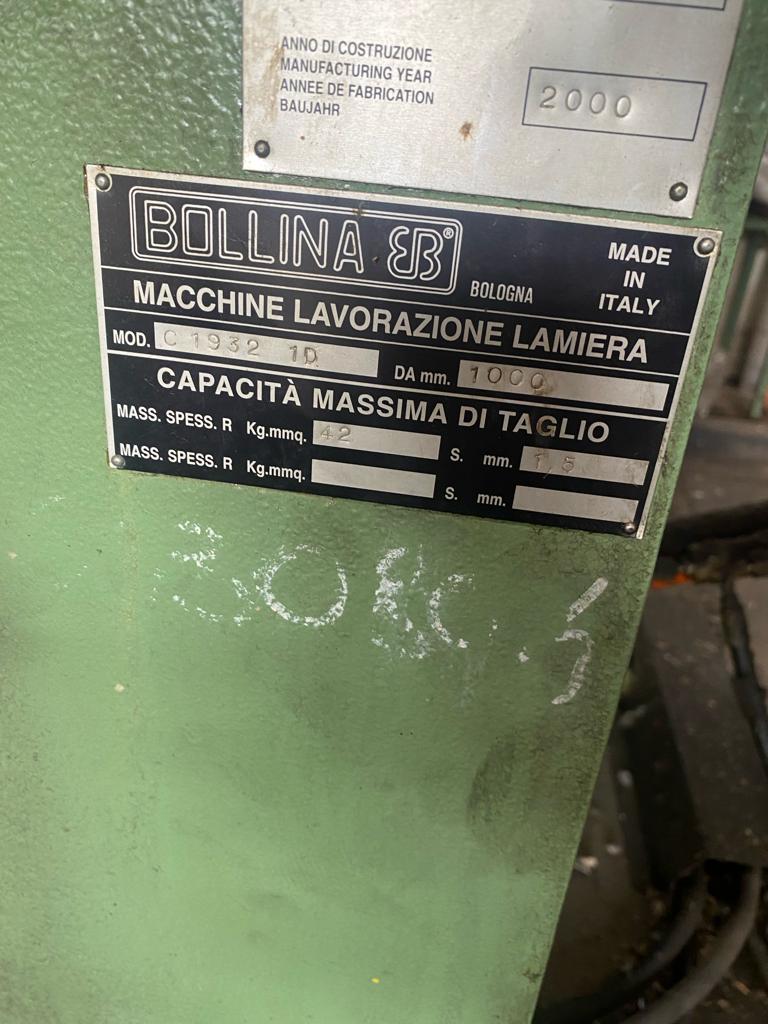 ANNO DI COSTRUZIONE
MANUFACTURING YEAR
ANNEE DE FABRICATION
BAUJAHR
2000
BOLLINA EB®
BOLOGNA
MADE
IN
ITALY
MACCHINE LAVORAZIONE LAMIERA
MOD. C 1932 1D DA mm. 1000
CAPACITÀ MASSIMA DI TAGLIO
MASS. SPESS. R Kg.mmq. 42 S. mm. 1,5
MASS. SPESS. R Kg.mmq. S. mm.